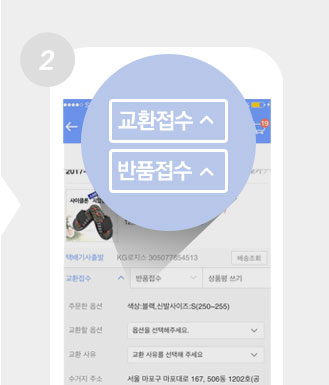 2
19
교환접수
반품접수
2017-
사이클론
택배기사출발 KG로지스 305077854513 배송조회
교환접수 반품접수 상품평 쓰기
주문한 옵션 색상:블랙,신발사이즈:S(250~255)
교환할 옵션 옵션을 선택해주세요.
교환 사유 교환 사유를 선택해 주세요
수거지 주소 서울 마포구 마포대로 167, 506동 1202호(공